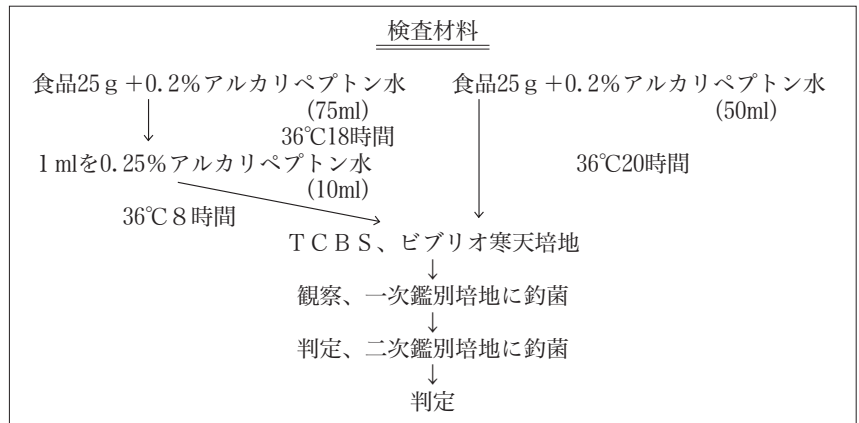 検査材料
食品25g+0.2%アルカリペプトン水 食品25g+0.2%アルカリペプトン水
(75ml) (50ml)
36℃18時間
1mlを0.25%アルカリペプトン水 36℃20時間
(10ml)
36℃8時間
TCBS、ビブリオ寒天培地
↓
観察、一次鑑別培地に釣菌
↓
判定、二次鑑別培地に釣菌
↓
判定